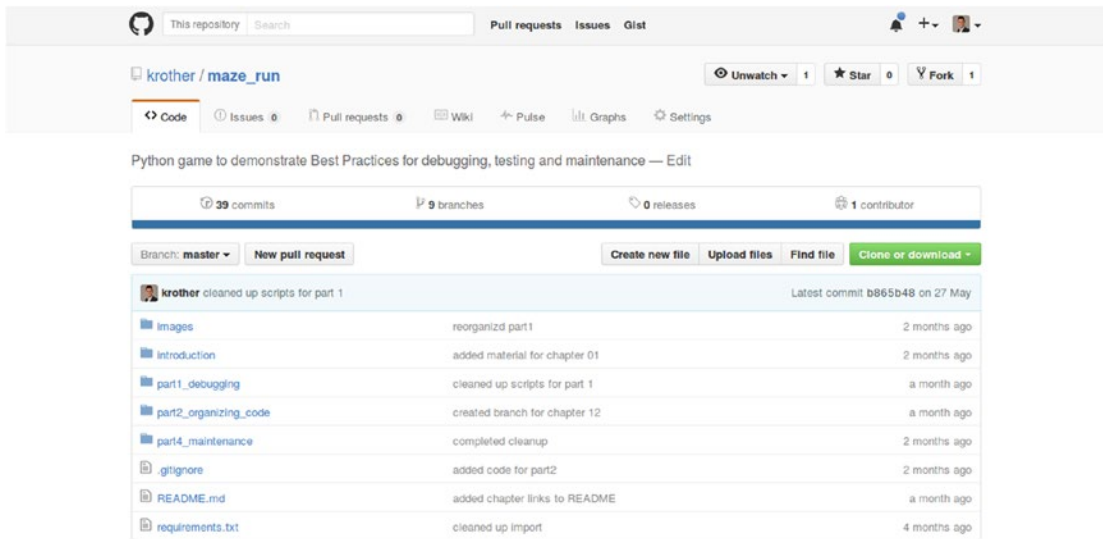 This repository Search Pull requests Issues Gist
krother / maze_run Unwatch 1 Star 0 Fork 1
Code Issues 0 Pull requests 0 Wiki Pulse Graphs Settings
Python game to demonstrate Best Practices for debugging, testing and maintenance — Edit
39 commits 9 branches 0 releases 1 contributor
Branch: master New pull request Create new file Upload files Find file Clone or download
krother cleaned up scripts for part 1 Latest commit b865b48 on 27 May
images reorganizd part1 2 months ago
introduction added material for chapter 01 2 months ago
part1_debugging cleaned up scripts for part 1 a month ago
part2_organizing_code created branch for chapter 12 a month ago
part4_maintenance completed cleanup 2 months ago
.gitignore added code for part2 2 months ago
README.md added chapter links to README a month ago
requirements.txt cleaned up import 4 months ago